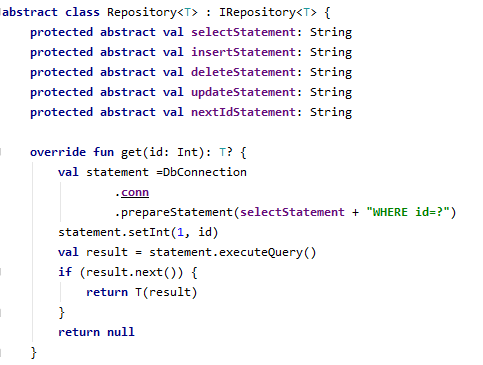 abstract class Repository<T> : IRepository<T> {
    protected abstract val selectStatement: String
    protected abstract val insertStatement: String
    protected abstract val deleteStatement: String
    protected abstract val updateStatement: String
    protected abstract val nextIdStatement: String

    override fun get(id: Int): T? {
        val statement =DbConnection
                .conn
                .prepareStatement(selectStatement + "WHERE id=?")
        statement.setInt(1, id)
        val result = statement.executeQuery()
        if (result.next()) {
            return T(result)
        }
        return null
    }